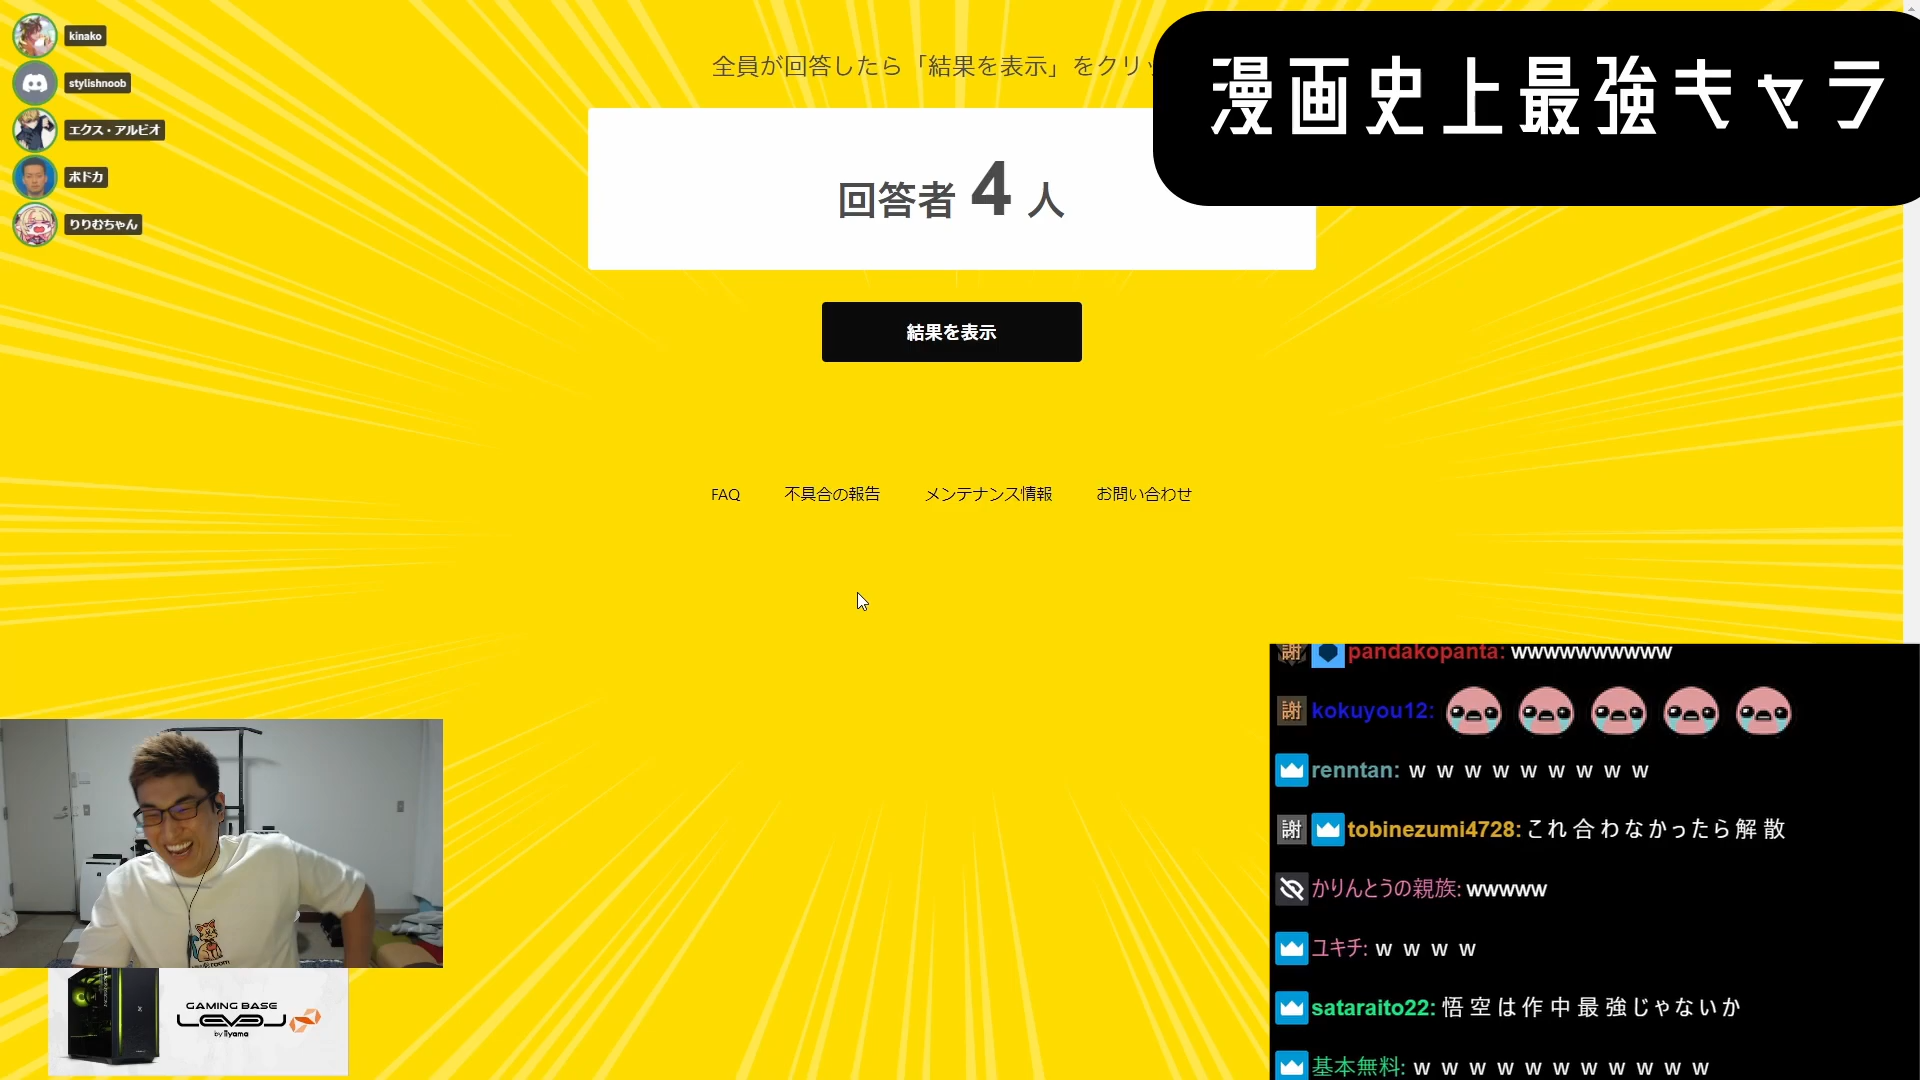 kinako
stylishnoob
エクス・アルビオ
ボドカ
りりむちゃん
全員が回答したら「結果を表示」をクリッ
漫画史上最強キャラ
回答者 4 人
結果を表示
FAQ 不具合の報告 メンテナンス情報 お問い合わせ
謝 pandakopanta: wwwwwwwwww
謝 kokuyou12:
renntan: w w w w w w w w w
謝 tobinezumi4728: これ合わなかったら解散
かりんとうの親族: wwwww
ユキチ: w w w w
sataraito22: 悟空は作中最強じゃないか
基本無料: w w w w w w w w w w w
GAMING BASE
LEVEL
by iiyama
room